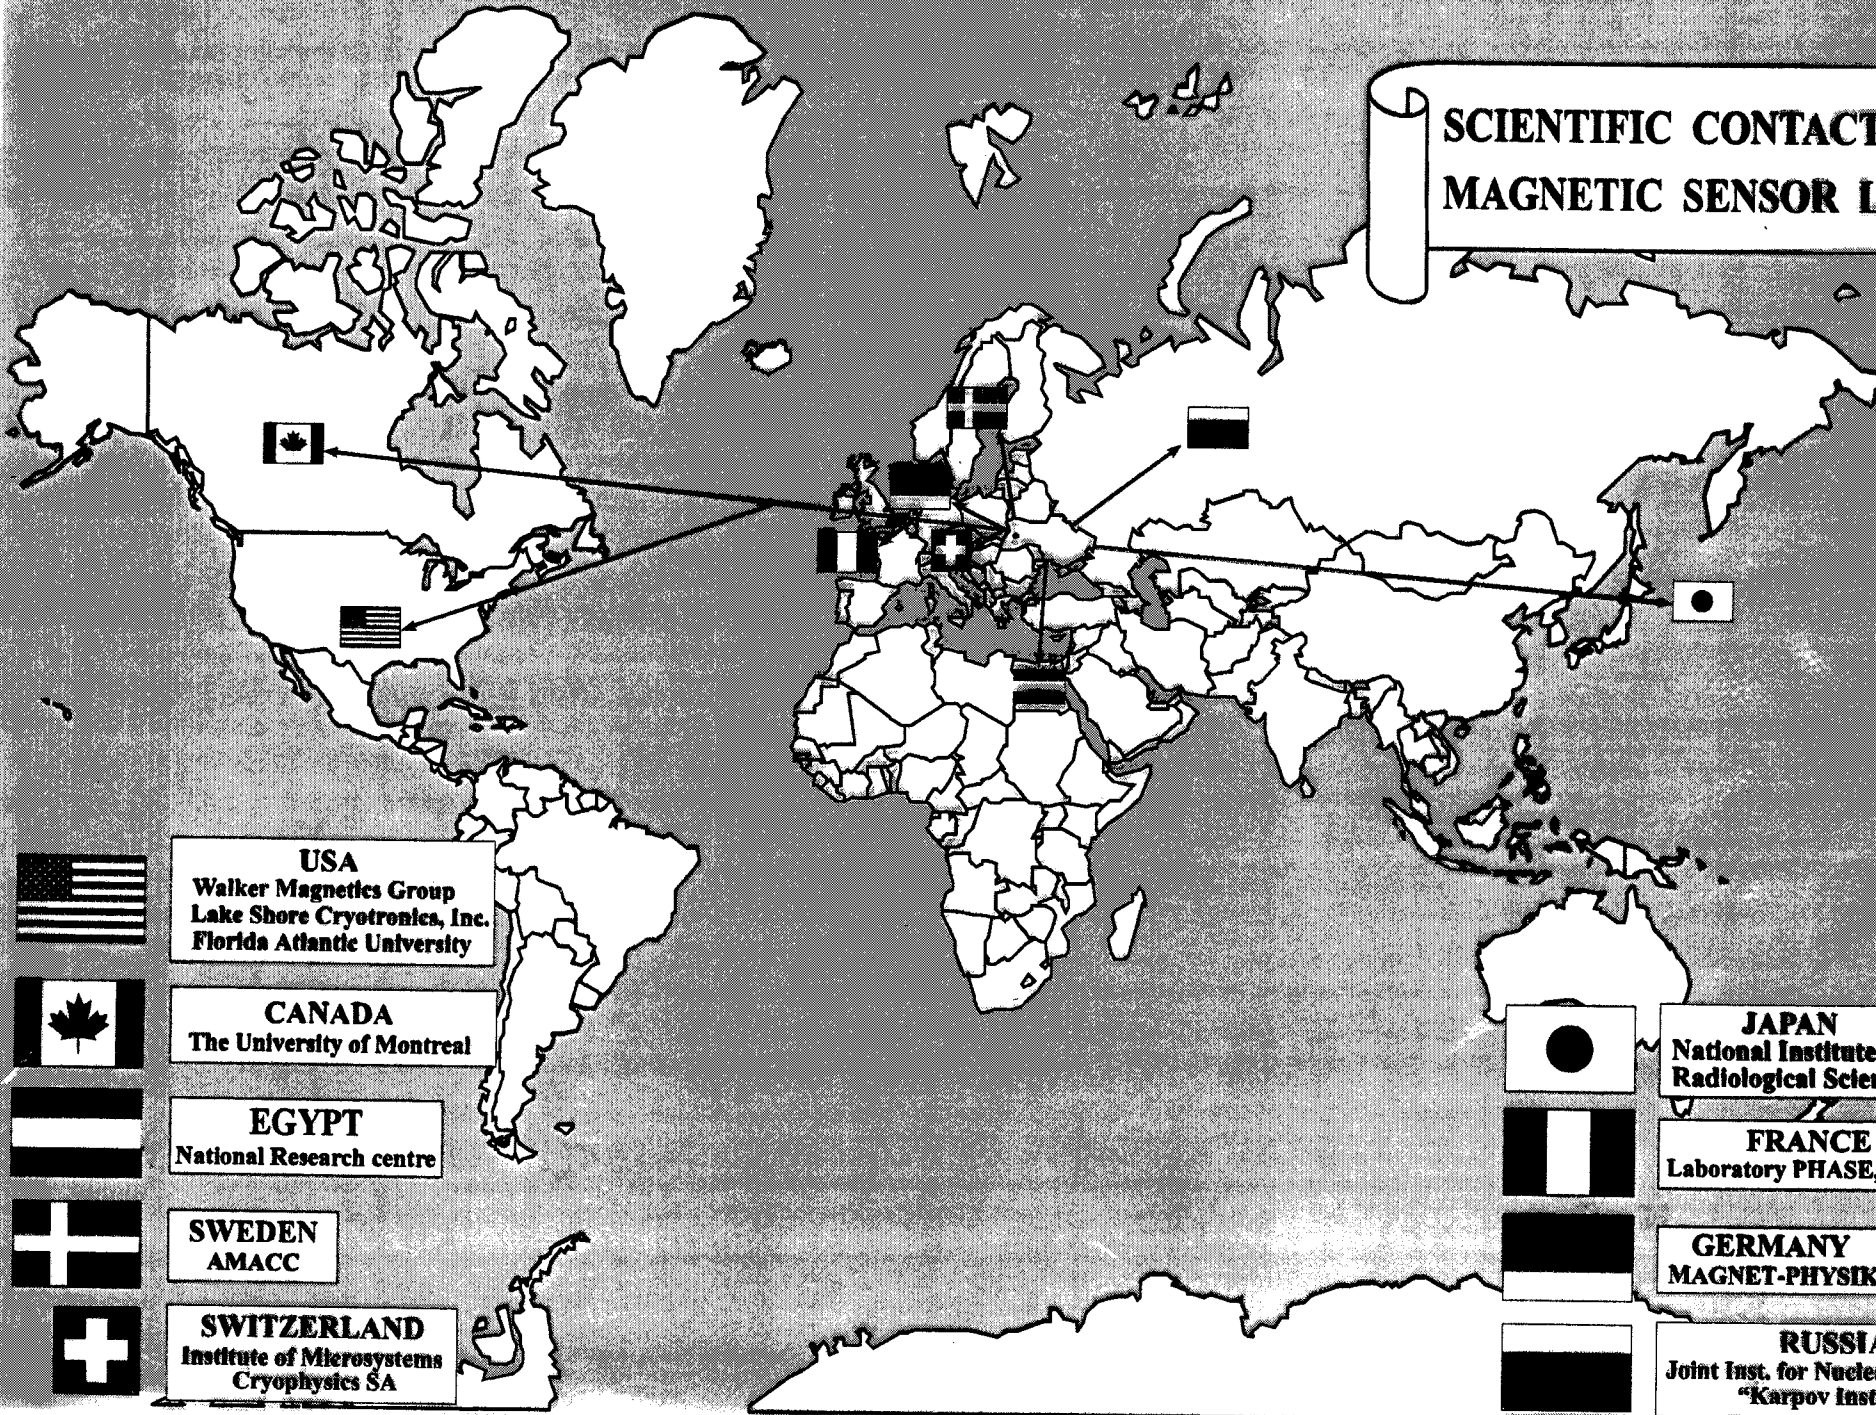 SCIENTIFIC CONTACT
MAGNETIC SENSOR L
USA
Walker Magnetics Group
Lake Shore Cryotronics, Inc.
Florida Atlantic University
CANADA
The University of Montreal
EGYPT
National Research centre
SWEDEN
AMACC
SWITZERLAND
Institute of Microsystems
Cryophysics SA
JAPAN
National Institute
Radiological Scien
FRANCE
Laboratory PHASE,
GERMANY
MAGNET-PHYSIK
RUSSIA
Joint Inst. for Nucle
"Karpov Inst